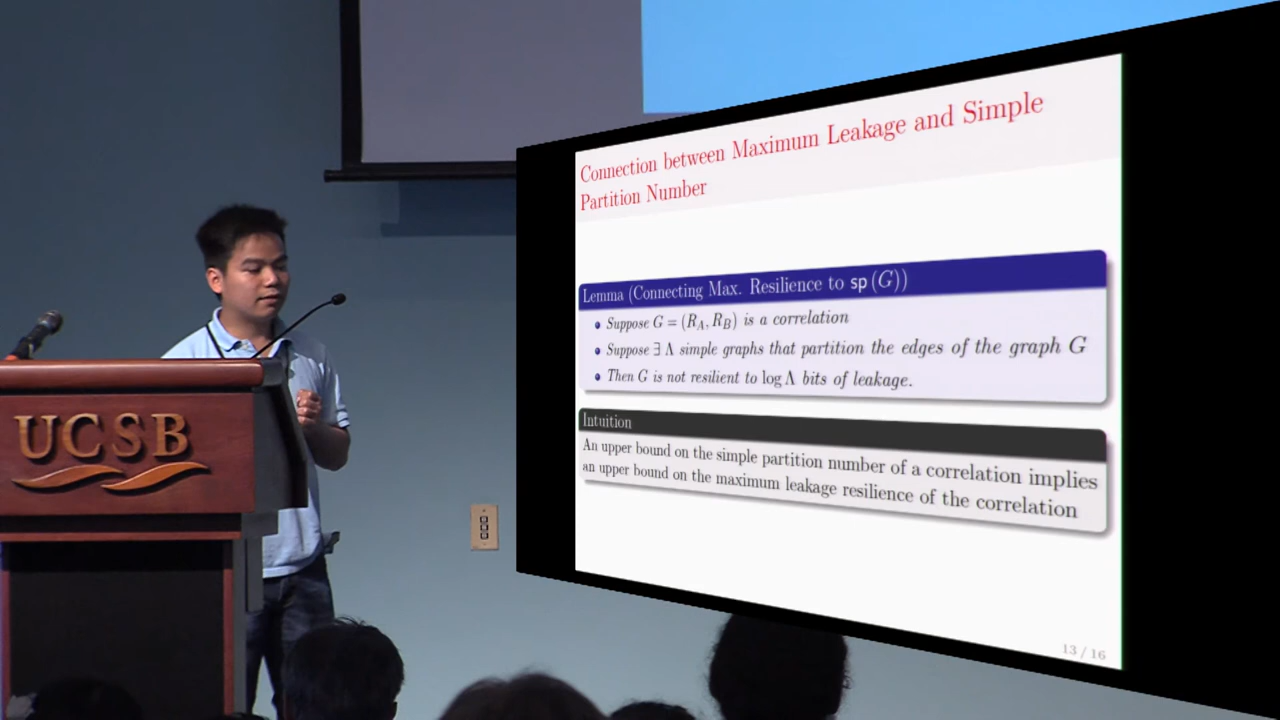 UCSB
Connection between Maximum Leakage and Simple
Partition Number
Lemma (Connecting Max. Resilience to sp(G))
• Suppose G = (R_A, R_B) is a correlation
• Suppose ∃ Λ simple graphs that partition the edges of the graph G
• Then G is not resilient to log Λ bits of leakage.
Intuition
An upper bound on the simple partition number of a correlation implies
an upper bound on the maximum leakage resilience of the correlation
13 / 16